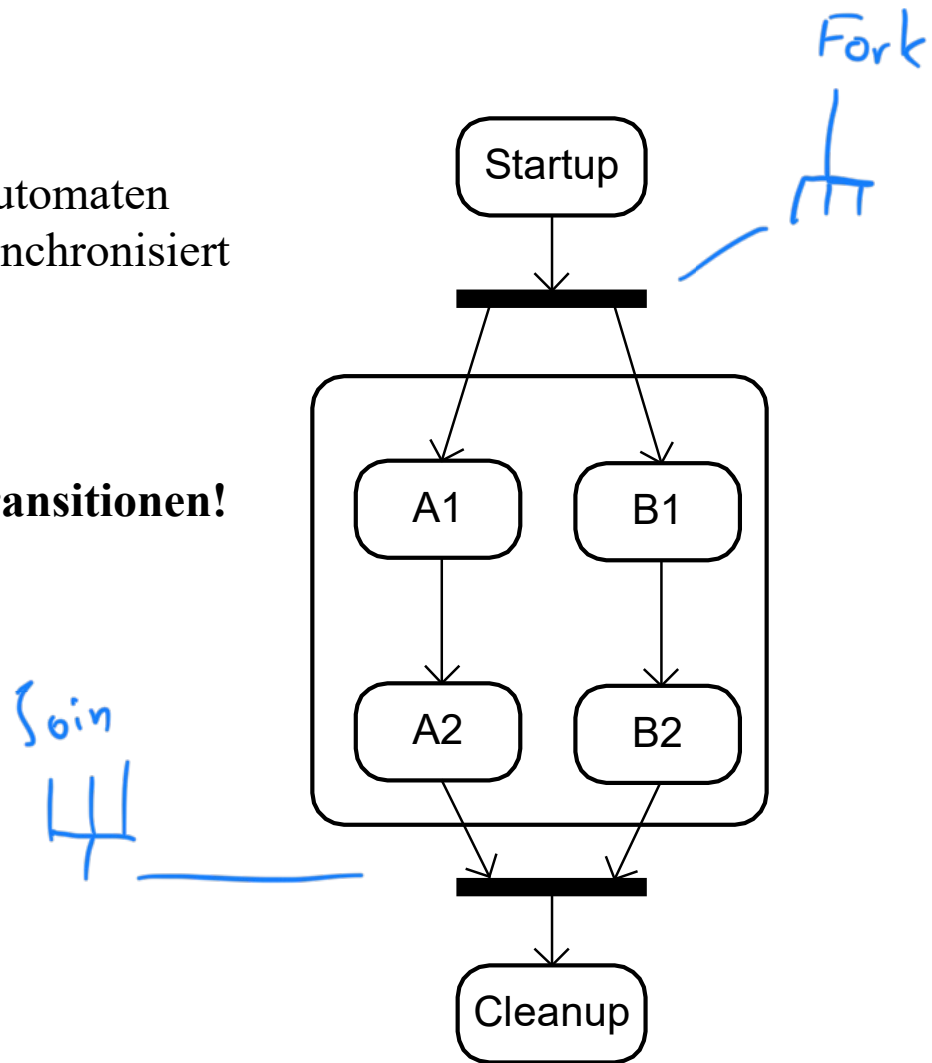 Fork
Startup
utomaten
nchronisiert
A1 B1
ansitionen!
A2 B2
Join
Cleanup